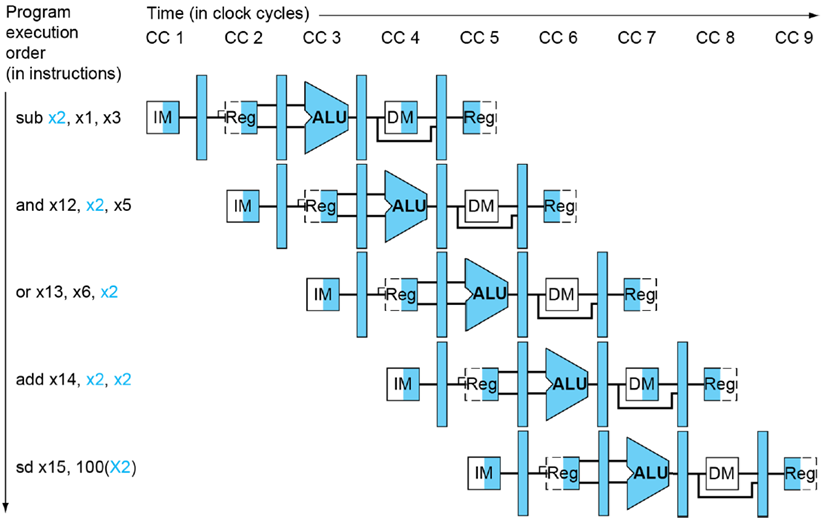 Program
execution
order
(in instructions)
Time (in clock cycles)
CC 1 CC 2 CC 3 CC 4 CC 5 CC 6 CC 7 CC 8 CC 9
sub x2, x1, x3
IM Reg ALU DM Reg
and x12, x2, x5
IM Reg ALU DM Reg
or x13, x6, x2
IM Reg ALU DM Reg
add x14, x2, x2
IM Reg ALU DM Reg
sd x15, 100(X2)
IM Reg ALU DM Reg